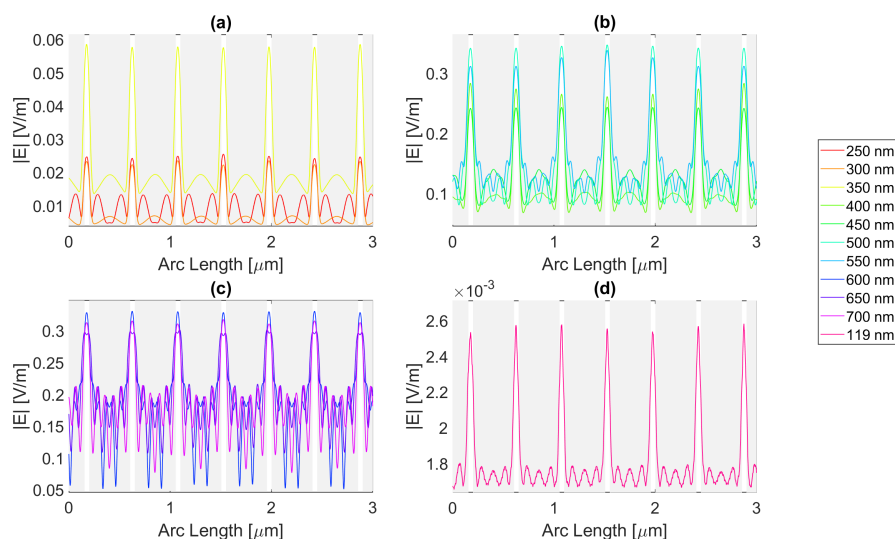 (a)
0.06
0.05
0.04
0.03
0.02
0.01
|E| [V/m]
0 1 2 3
Arc Length [μm]
(b)
0.3
0.2
0.1
|E| [V/m]
0 1 2 3
Arc Length [μm]
(c)
0.3
0.25
0.2
0.15
0.1
0.05
|E| [V/m]
0 1 2 3
Arc Length [μm]
(d)
×10⁻³
2.6
2.4
2.2
2
1.8
|E| [V/m]
0 1 2 3
Arc Length [μm]
250 nm
300 nm
350 nm
400 nm
450 nm
500 nm
550 nm
600 nm
650 nm
700 nm
119 nm